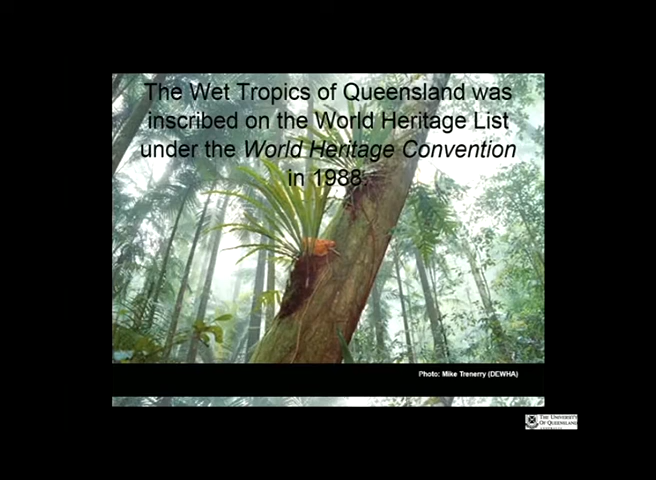 The Wet Tropics of Queensland was
inscribed on the World Heritage List
under the World Heritage Convention
in 1988.
Photo: Mike Trenerry (DEWHA)
THE UNIVERSITY
OF QUEENSLAND